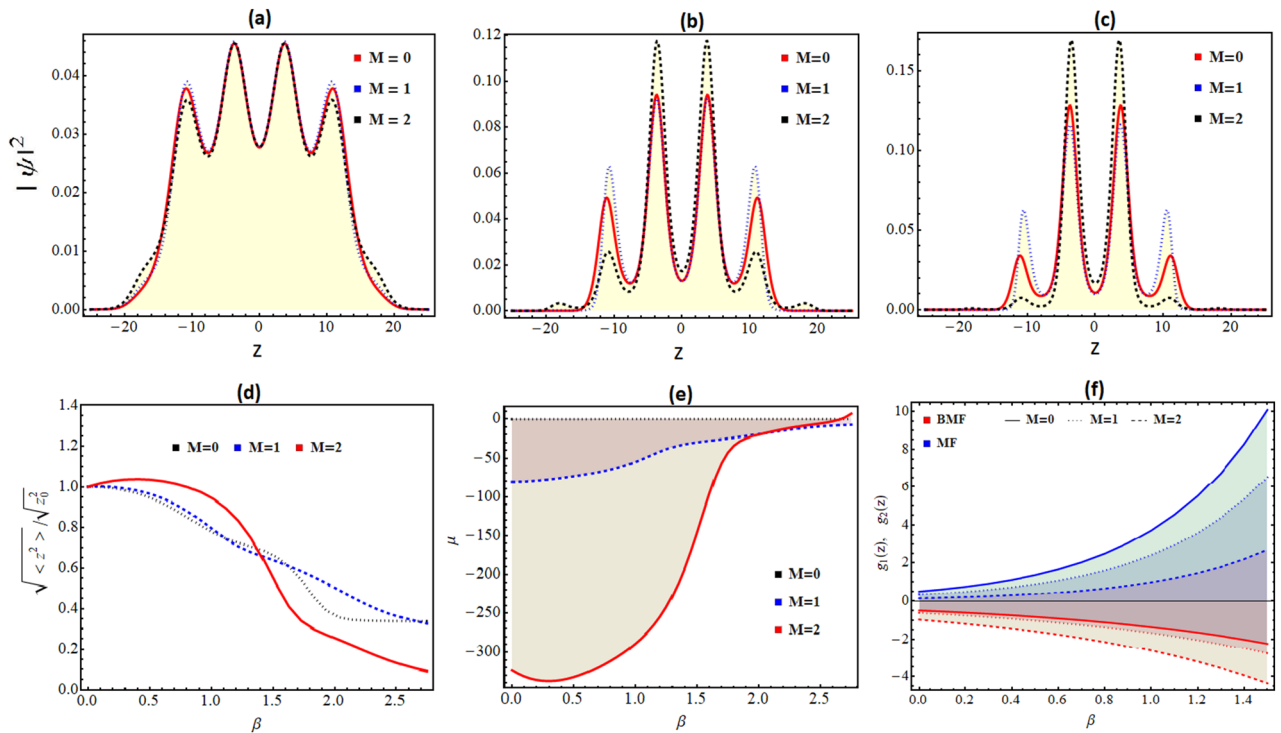 (a)
M = 0
M = 1
M = 2
| ψ |²
0.04
0.03
0.02
0.01
0.00
−20 −10 0 10 20
Z
(b)
M=0
M=1
M=2
0.12
0.10
0.08
0.06
0.04
0.02
0.00
−20 −10 0 10 20
Z
(c)
M=0
M=1
M=2
0.15
0.10
0.05
0.00
−20 −10 0 10 20
Z
(d)
M=0 M=1 M=2
√< z² > /√z₀²
1.4
1.2
1.0
0.8
0.6
0.4
0.2
0.0
0.0 0.5 1.0 1.5 2.0 2.5
β
(e)
M=0
M=1
M=2
μ
0
−50
−100
−150
−200
−250
−300
0.0 0.5 1.0 1.5 2.0 2.5
β
(f)
BMF M=0 M=1 M=2
MF
g₁(z), g₂(z)
10
8
6
4
2
0
−2
−4
0.0 0.2 0.4 0.6 0.8 1.0 1.2 1.4
β